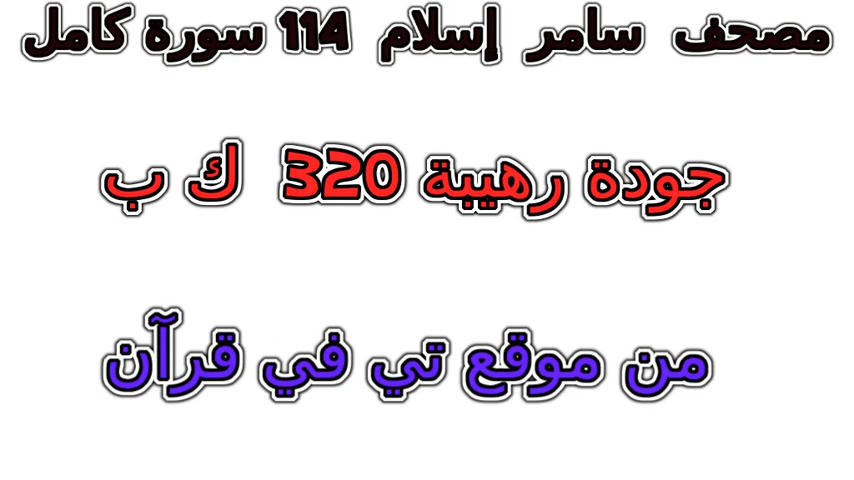 مصحف سامر إسلام 114 سورة كامل
جودة رهيبة 320 ك ب
من موقع تي في قرآن